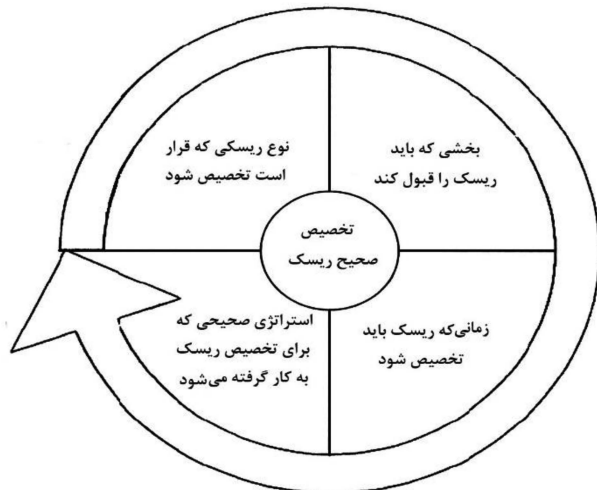 بخشی که باید
ریسک را قبول کند
نوع ریسکی که قرار
است تخصیص شود
تخصیص
صحیح ریسک
زمانی‌که ریسک باید
تخصیص شود
استراتژی صحیحی که
برای تخصیص ریسک
به کار گرفته می‌شود